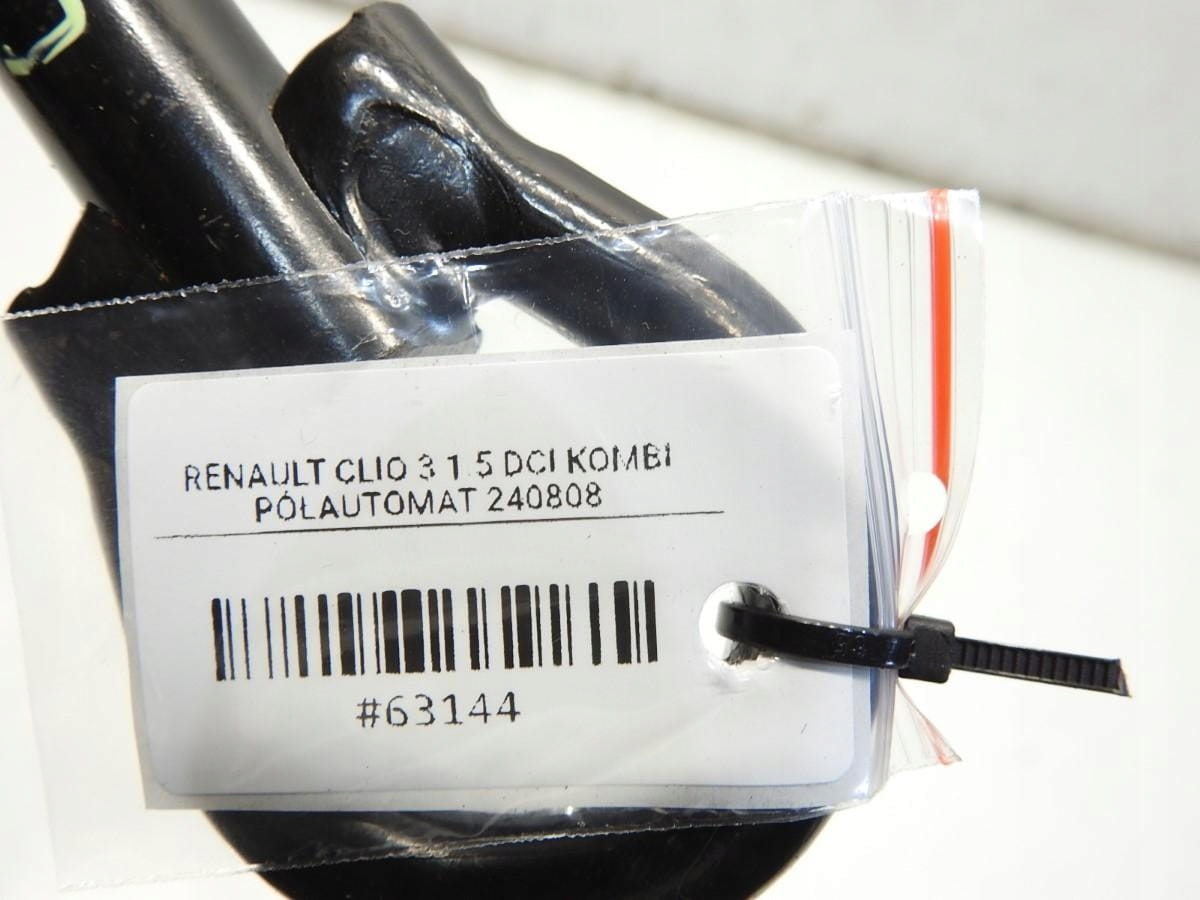 RENAULT CLIO 3 1.5 DCI KOMBI
PÓŁAUTOMAT 240808
#63144